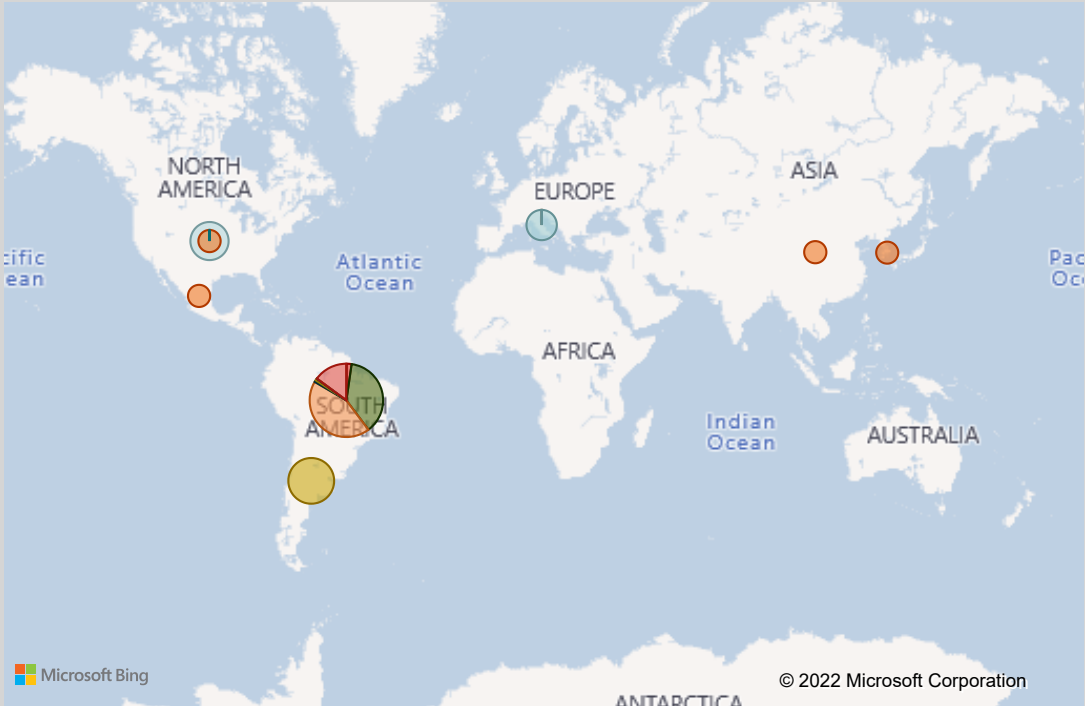 NORTH
AMERICA
ASIA
EUROPE
cific
ean
Atlantic
Ocean
Pac
Oc
AFRICA
SOUTH
AMERICA
Indian
Ocean
AUSTRALIA
Microsoft Bing
© 2022 Microsoft Corporation
ANTARCTICA